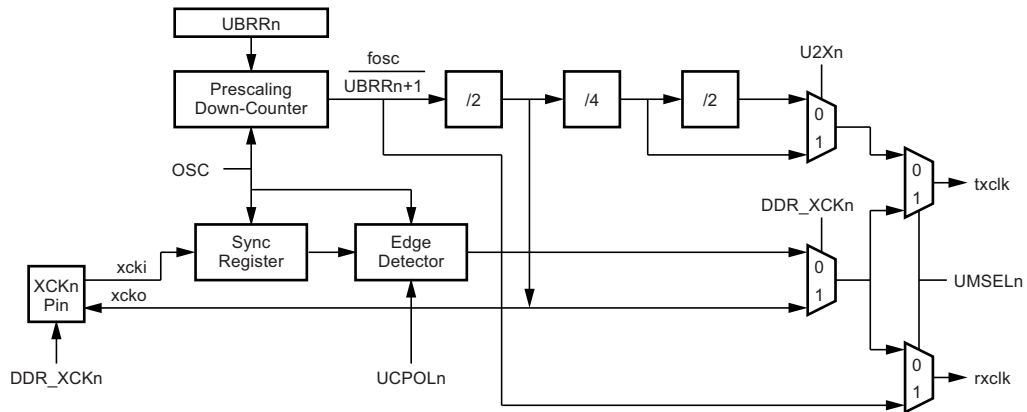 UBRRn
Prescaling
Down-Counter
fosc
UBRRn+1
/2
/4
/2
U2Xn
0
1
OSC
0
1
txclk
DDR_XCKn
Sync
Register
Edge
Detector
0
1
UMSELn
xcki
XCKn
Pin
xcko
DDR_XCKn
UCPOLn
0
1
rxclk